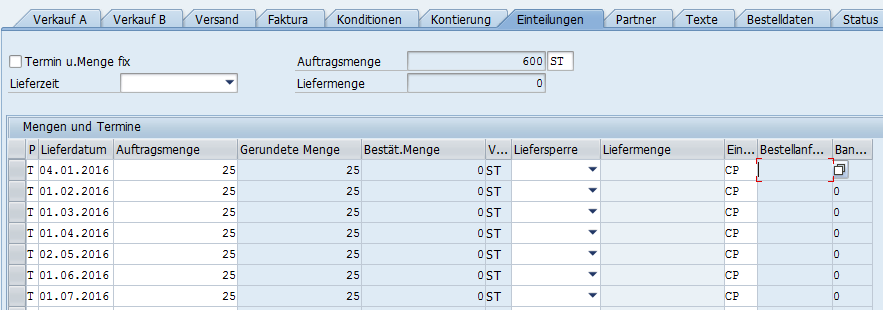 Verkauf A Verkauf B Versand Faktura Konditionen Kontierung Einteilungen Partner Texte Bestelldaten Status
Termin u.Menge fix Auftragsmenge 600 ST
Lieferzeit Liefermenge 0
Mengen und Termine
P Lieferdatum Auftragsmenge Gerundete Menge Bestät.Menge V... Liefersperre Liefermenge Ein... Bestellanf... Ban...
T 04.01.2016 25 25 0 ST CP
T 01.02.2016 25 25 0 ST CP 0
T 01.03.2016 25 25 0 ST CP 0
T 01.04.2016 25 25 0 ST CP 0
T 02.05.2016 25 25 0 ST CP 0
T 01.06.2016 25 25 0 ST CP 0
T 01.07.2016 25 25 0 ST CP 0